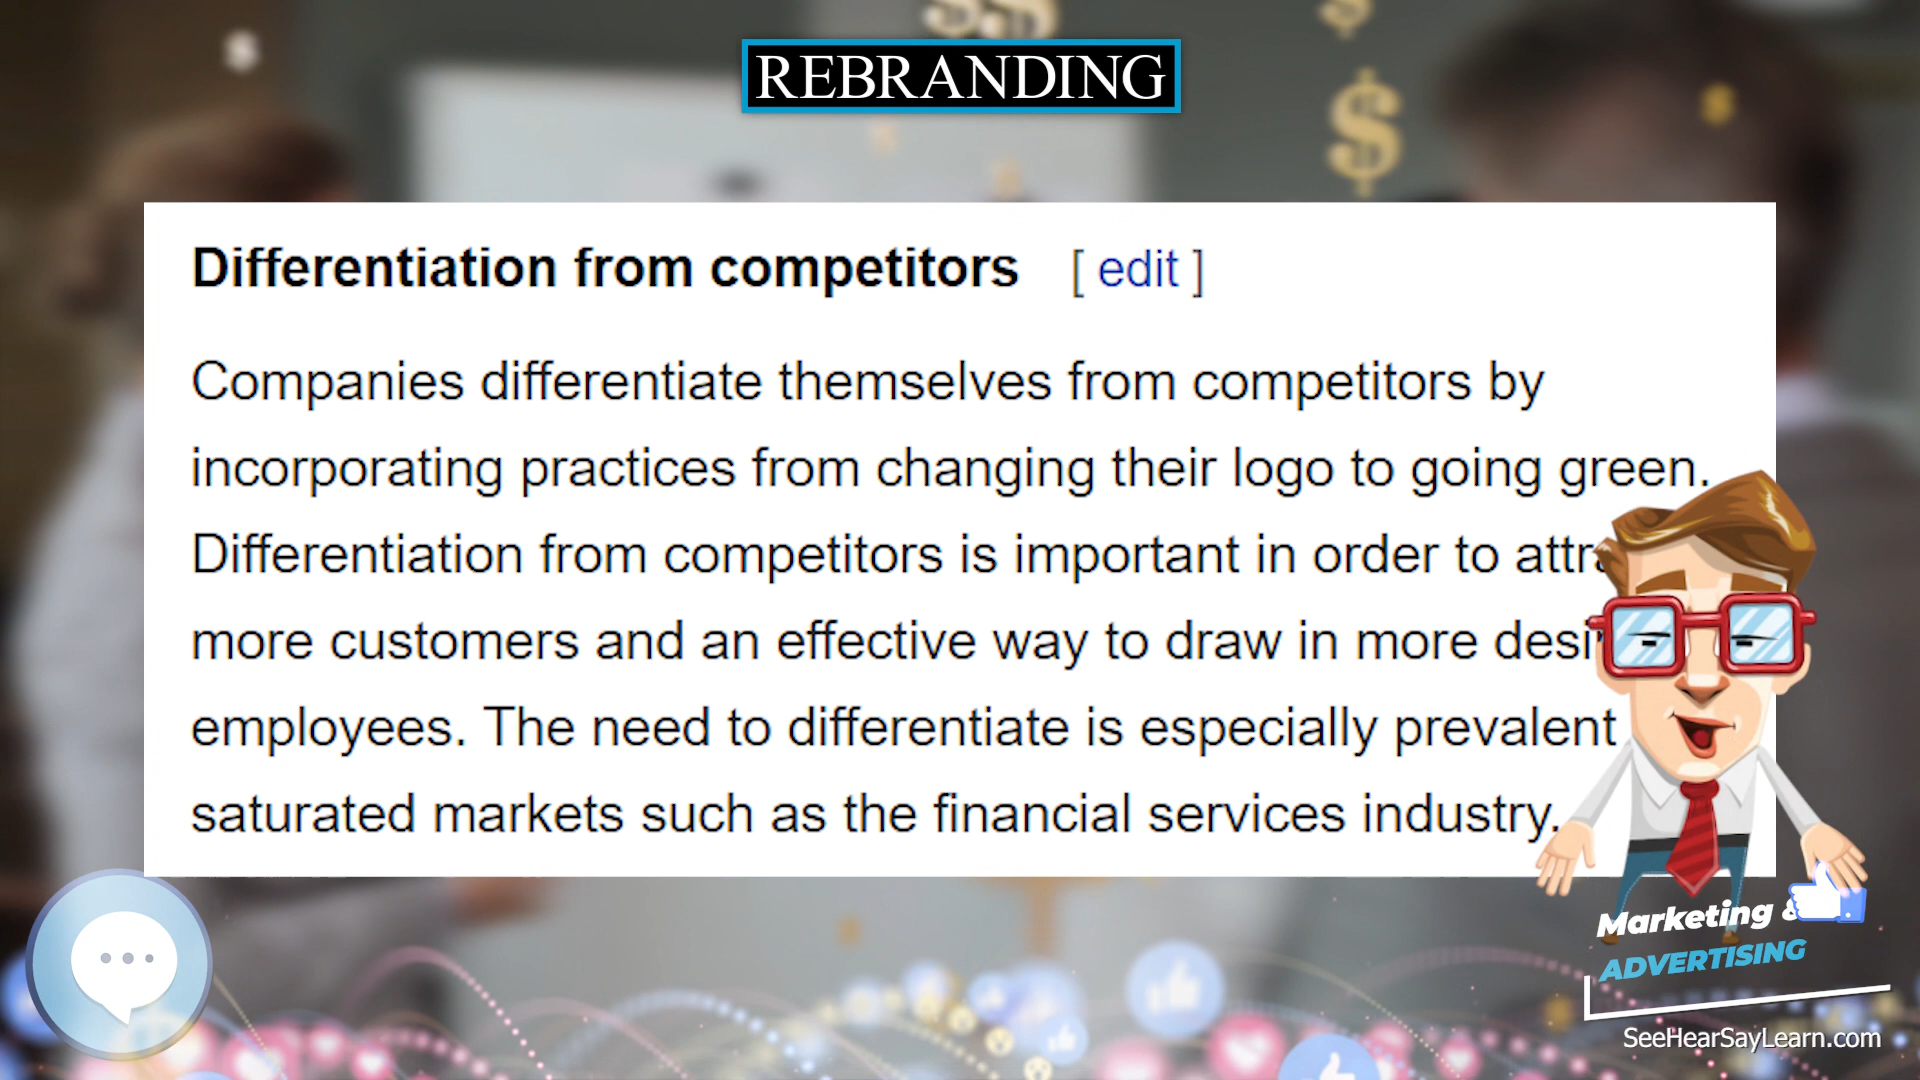 REBRANDING
Differentiation from competitors [ edit ]
Companies differentiate themselves from competitors by
incorporating practices from changing their logo to going green.
Differentiation from competitors is important in order to
more customers and an effective way to draw in more
employees. The need to differentiate is especially prevalent
saturated markets such as the financial services industry.
Marketing &
ADVERTISING
SeeHearSayLearn.com